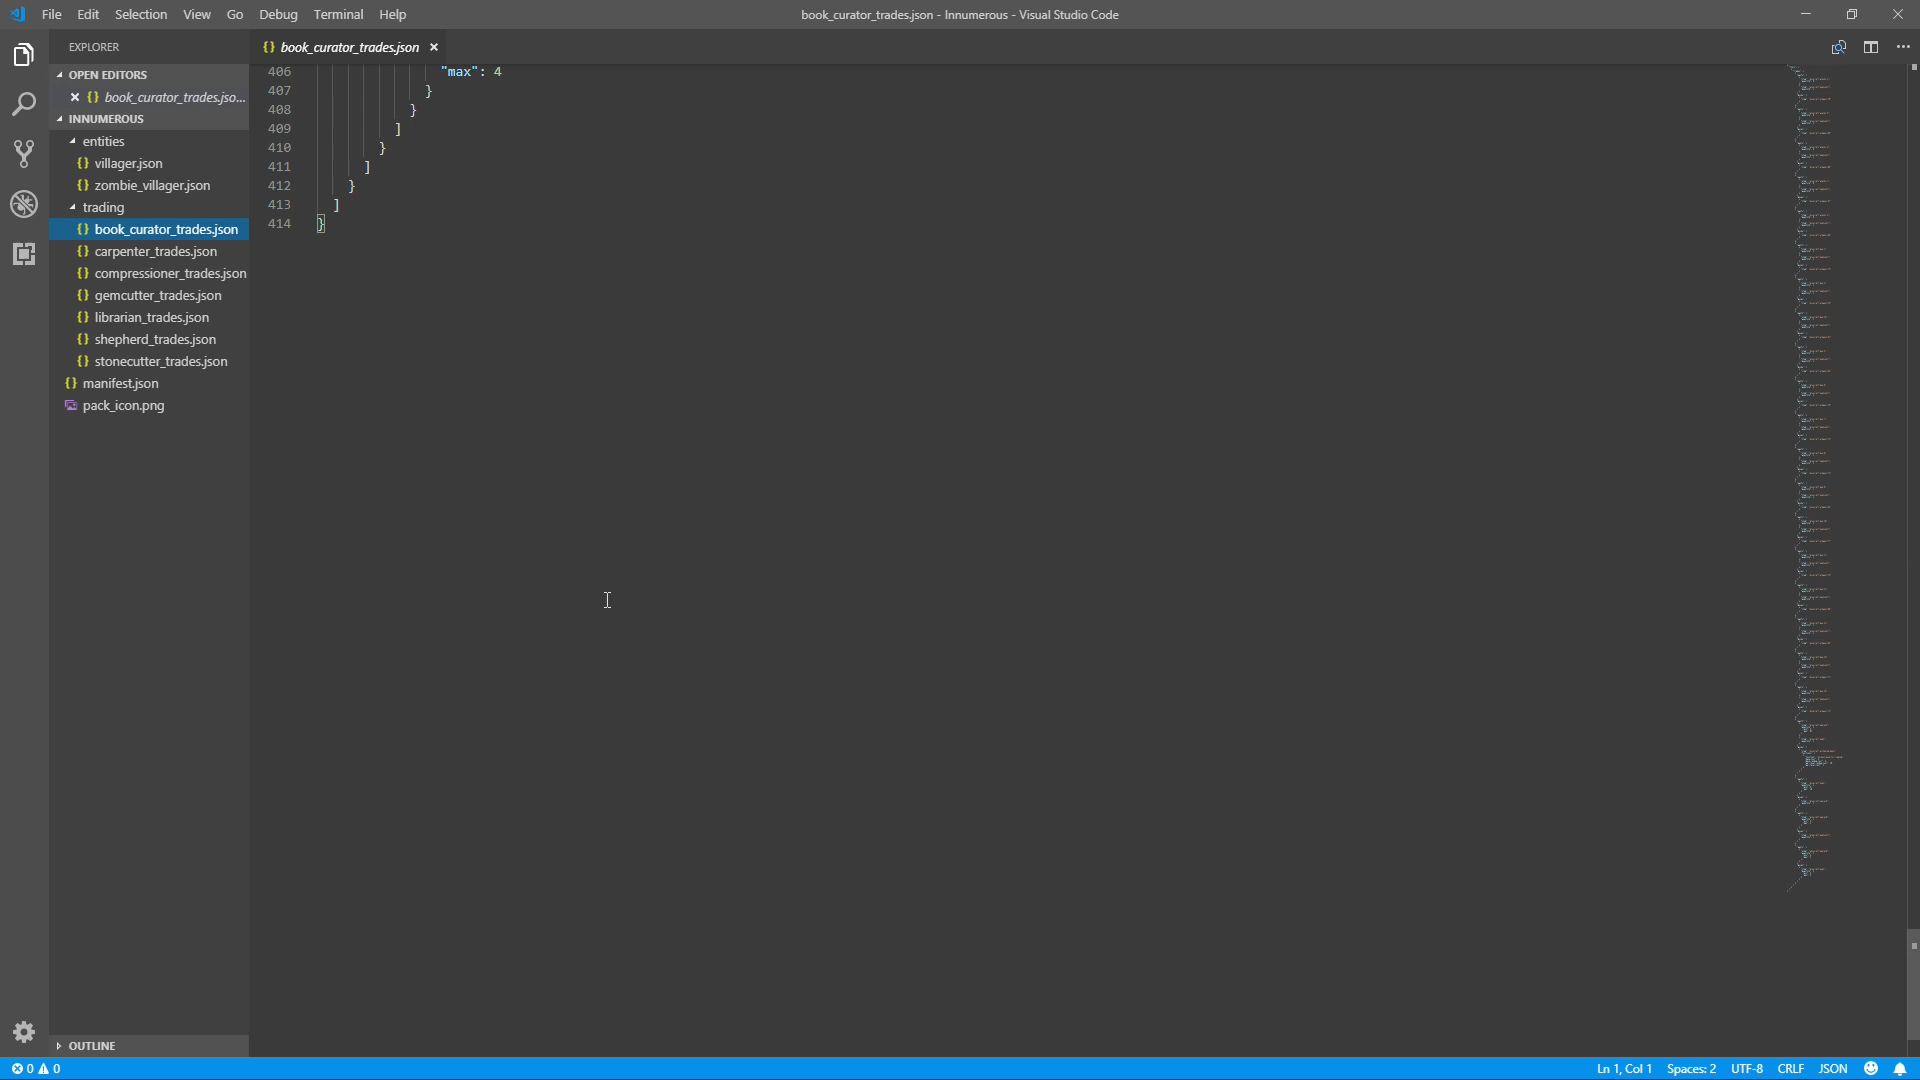 File Edit Selection View Go Debug Terminal Help
book_curator_trades.json - Innumerous - Visual Studio Code
EXPLORER
OPEN EDITORS
{} book_curator_trades.jso...
INNUMEROUS
entities
{} villager.json
{} zombie_villager.json
trading
{} book_curator_trades.json
{} carpenter_trades.json
{} compressioner_trades.json
{} gemcutter_trades.json
{} librarian_trades.json
{} shepherd_trades.json
{} stonecutter_trades.json
{} manifest.json
pack_icon.png
OUTLINE
{} book_curator_trades.json
406 "max": 4
407 }
408 }
409 ]
410 }
411 ]
412 }
413 ]
414 }
0 0
Ln 1, Col 1 Spaces: 2 UTF-8 CRLF JSON